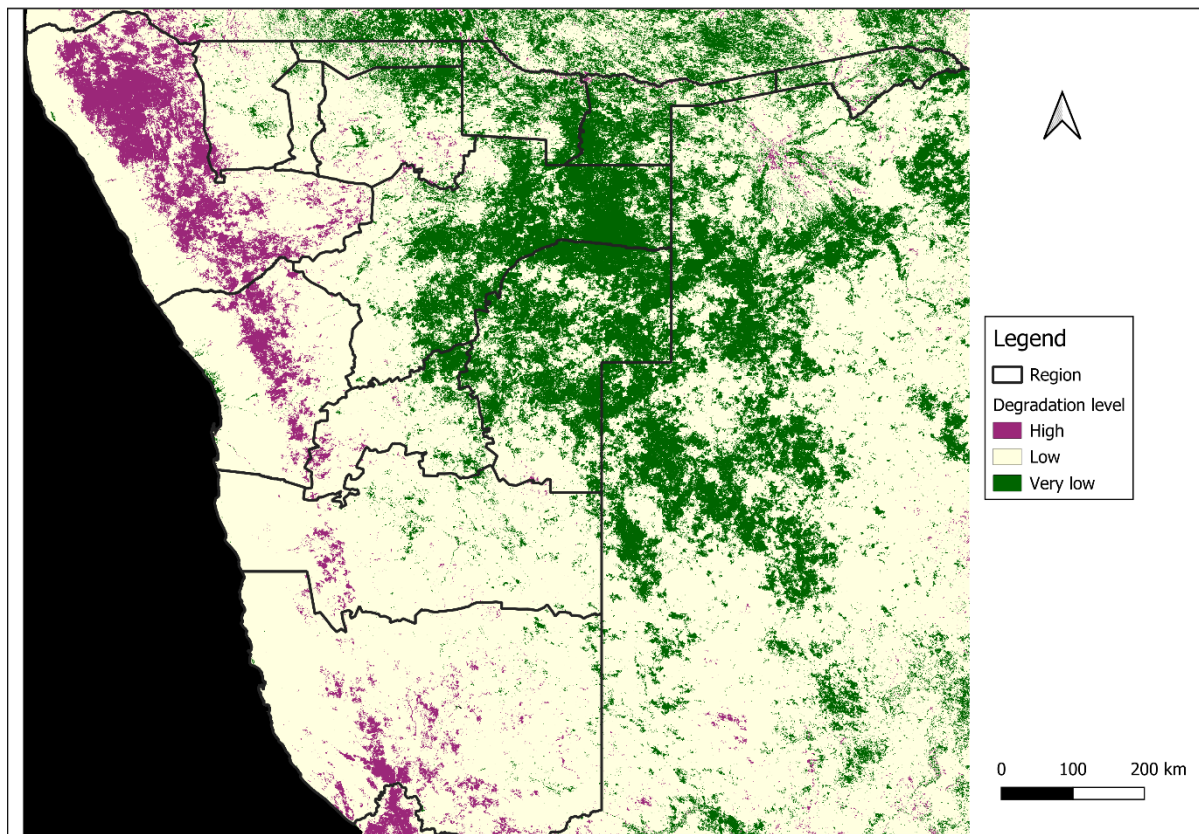 Legend
Region
Degradation level
High
Low
Very low
0 100 200 km